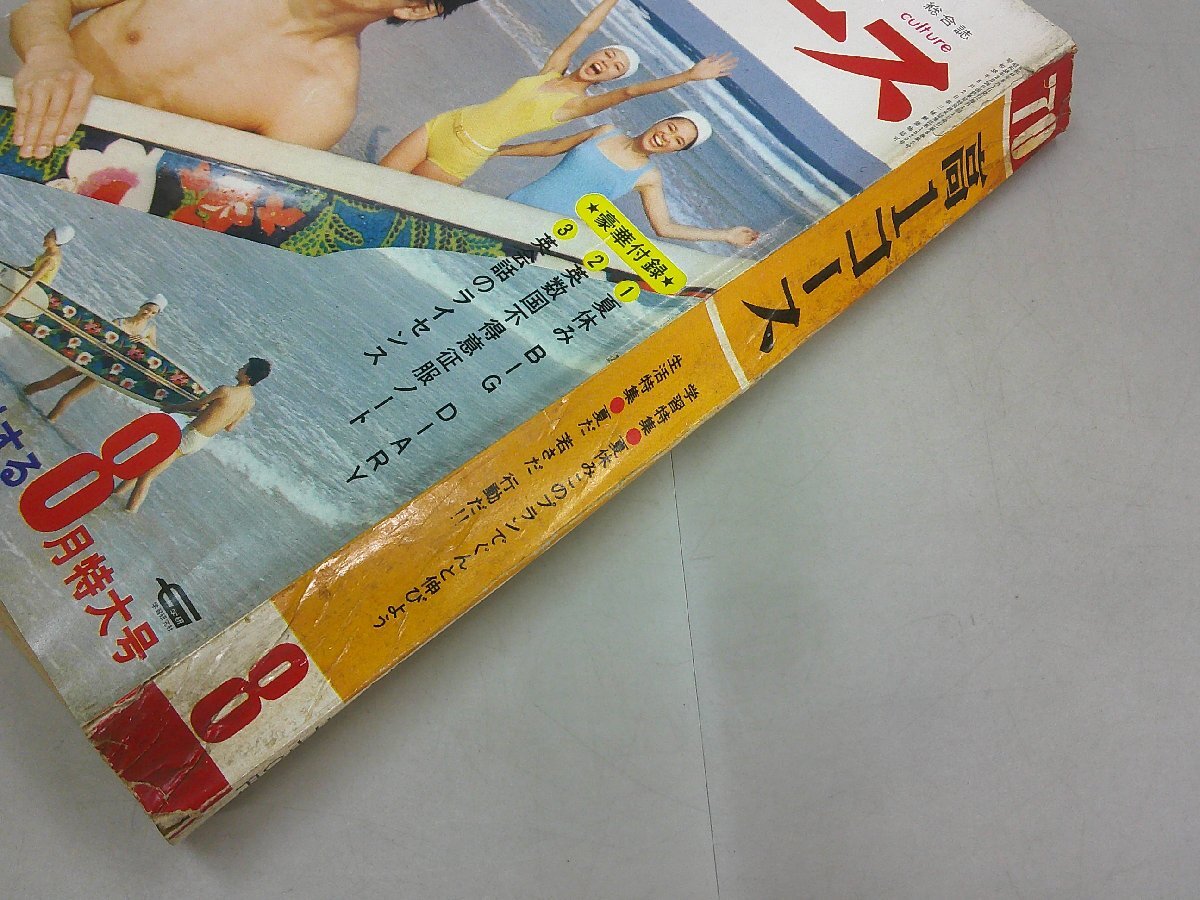 総合誌
culture
ス
★豪華付録★
1 夏休みBIG DIARY
2 英数国不得意征服ノート
3 英会話のライセンス
する
8月特大号
'70
高1コース
学習特集●夏休みこのプランでぐんと伸びよう
生活特集●夏だ 若さだ 行動だ!!
8